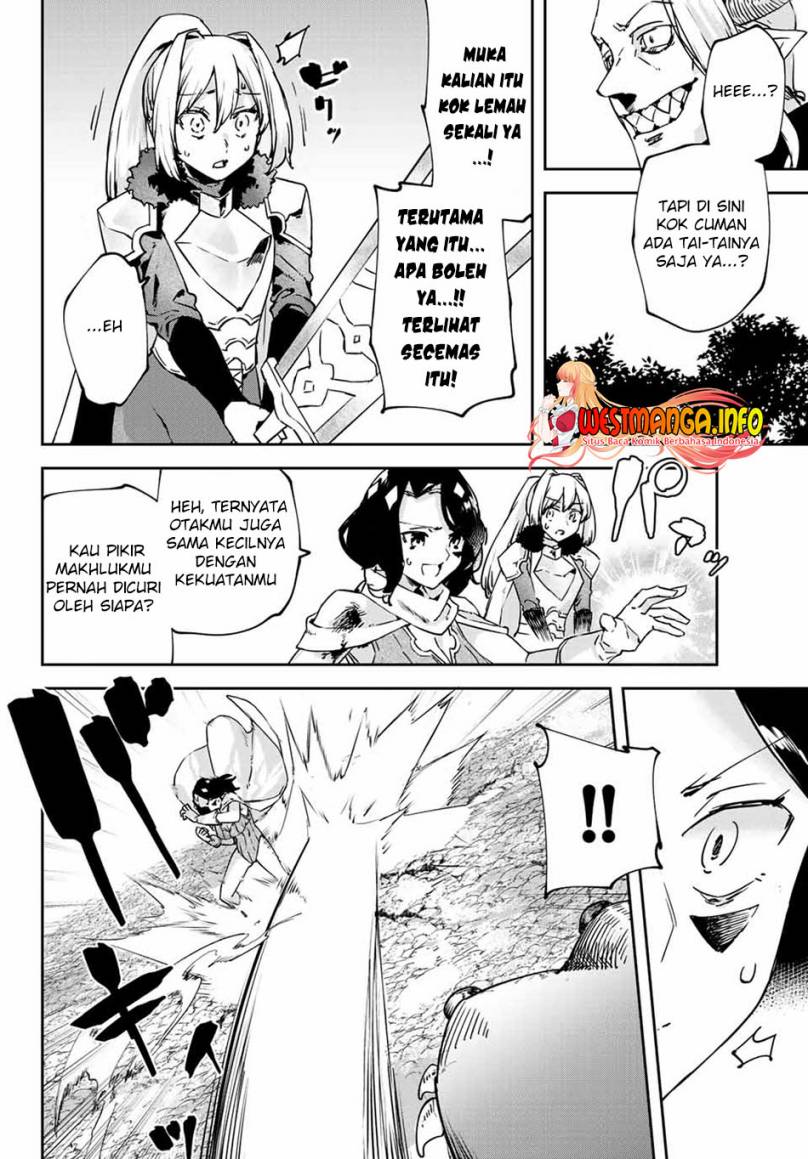 HEEE...?
TAPI DI SINI
KOK CUMAN
ADA TAI-TAINYA
SAJA YA...?
MUKA
KALIAN ITU
KOK LEMAH
SEKALI YA
...!
TERUTAMA
YANG ITU...
APA BOLEH
YA...!!
TERLIHAT
SECEMAS
ITU!
...EH
WESTMANGA.INFO
Situs Baca Komik Berbahasa Indonesia
HEH, TERNYATA
OTAKMU JUGA
SAMA KECILNYA
DENGAN
KEKUATANMU
KAU PIKIR
MAKHLUKMU
PERNAH DICURI
OLEH SIAPA?
!!